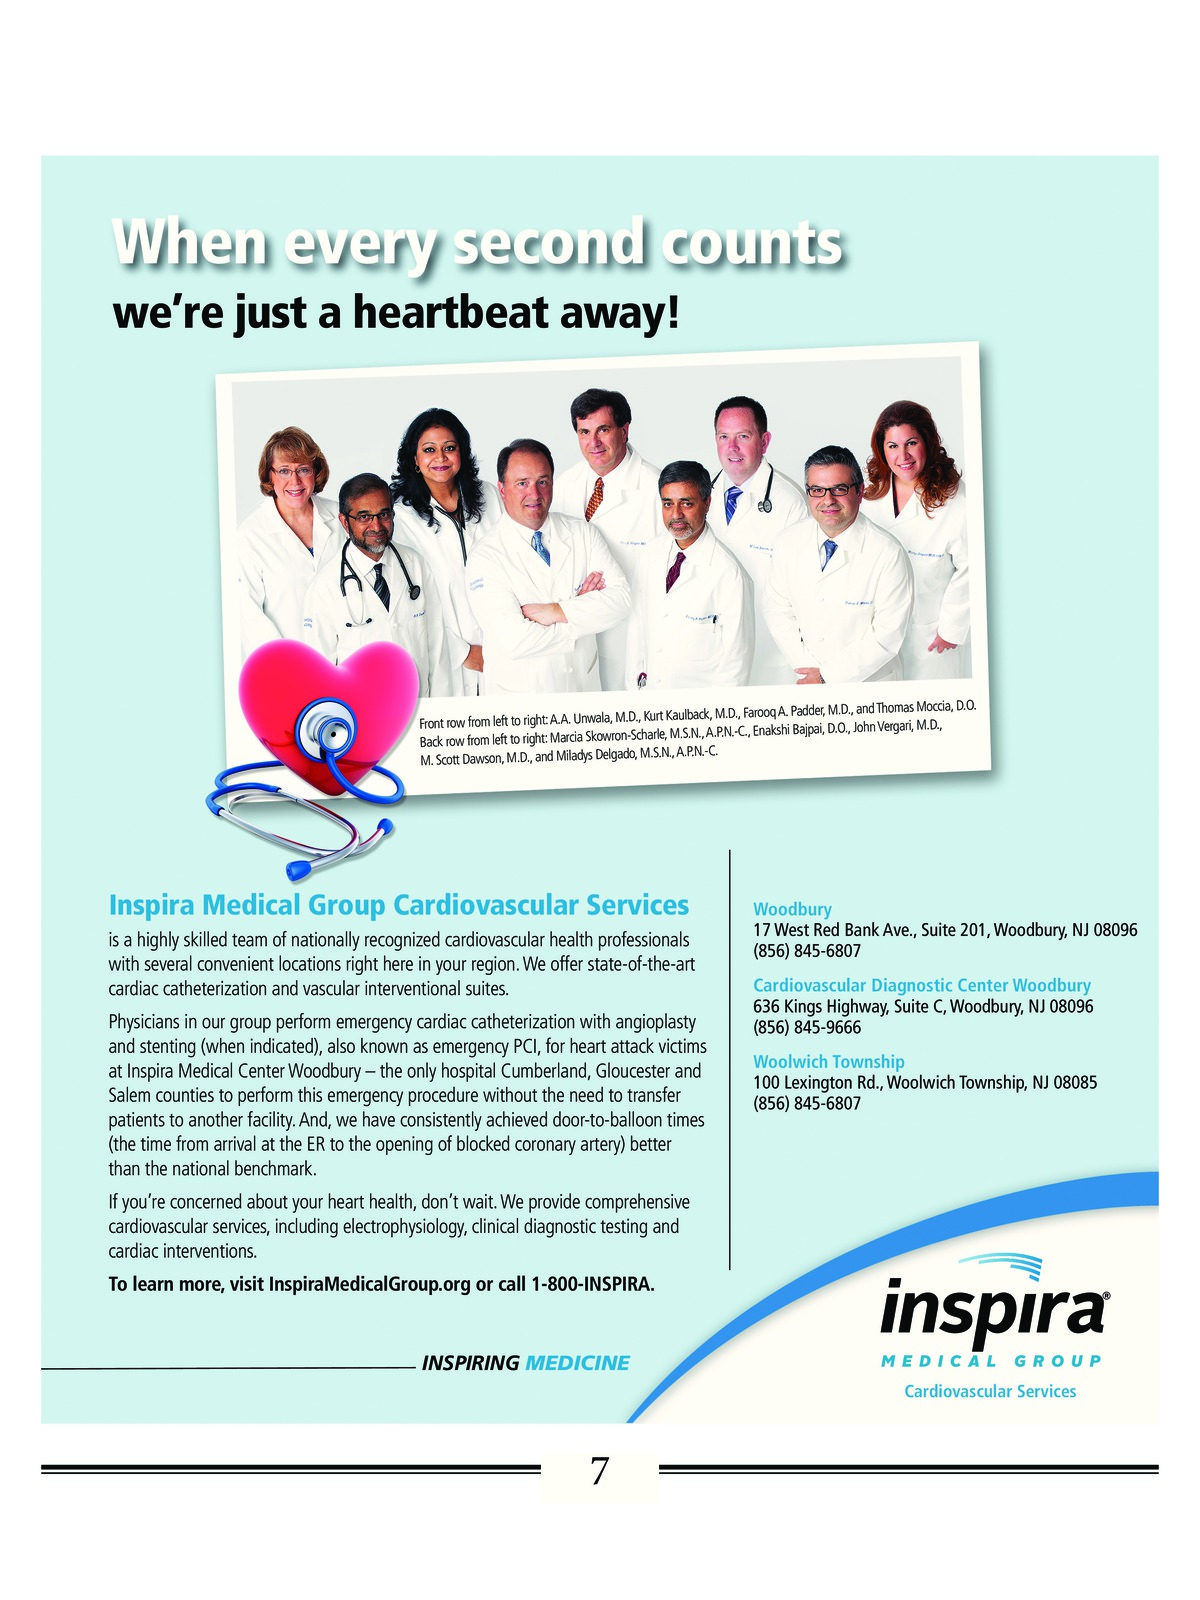 When every second counts
we're just a heartbeat away!
Front row from left to right: A.A. Unwala, M.D., Kurt Kaulback, M.D., Farooq A. Padder, M.D., and Thomas Moccia, D.O.
Back row from left to right: Marcia Skowron-Scharle, M.S.N., A.P.N.-C., Enakshi Bajpai, D.O., John Vergari, M.D.,
M. Scott Dawson, M.D., and Miladys Delgado, M.S.N., A.P.N.-C.
Inspira Medical Group Cardiovascular Services
is a highly skilled team of nationally recognized cardiovascular health professionals
with several convenient locations right here in your region. We offer state-of-the-art
cardiac catheterization and vascular interventional suites.
Physicians in our group perform emergency cardiac catheterization with angioplasty
and stenting (when indicated), also known as emergency PCI, for heart attack victims
at Inspira Medical Center Woodbury – the only hospital Cumberland, Gloucester and
Salem counties to perform this emergency procedure without the need to transfer
patients to another facility. And, we have consistently achieved door-to-balloon times
(the time from arrival at the ER to the opening of blocked coronary artery) better
than the national benchmark.
If you're concerned about your heart health, don't wait. We provide comprehensive
cardiovascular services, including electrophysiology, clinical diagnostic testing and
cardiac interventions.
To learn more, visit InspiraMedicalGroup.org or call 1-800-INSPIRA.
INSPIRING MEDICINE
Woodbury
17 West Red Bank Ave., Suite 201, Woodbury, NJ 08096
(856) 845-6807
Cardiovascular Diagnostic Center Woodbury
636 Kings Highway, Suite C, Woodbury, NJ 08096
(856) 845-9666
Woolwich Township
100 Lexington Rd., Woolwich Township, NJ 08085
(856) 845-6807
inspira®
MEDICAL GROUP
Cardiovascular Services
7